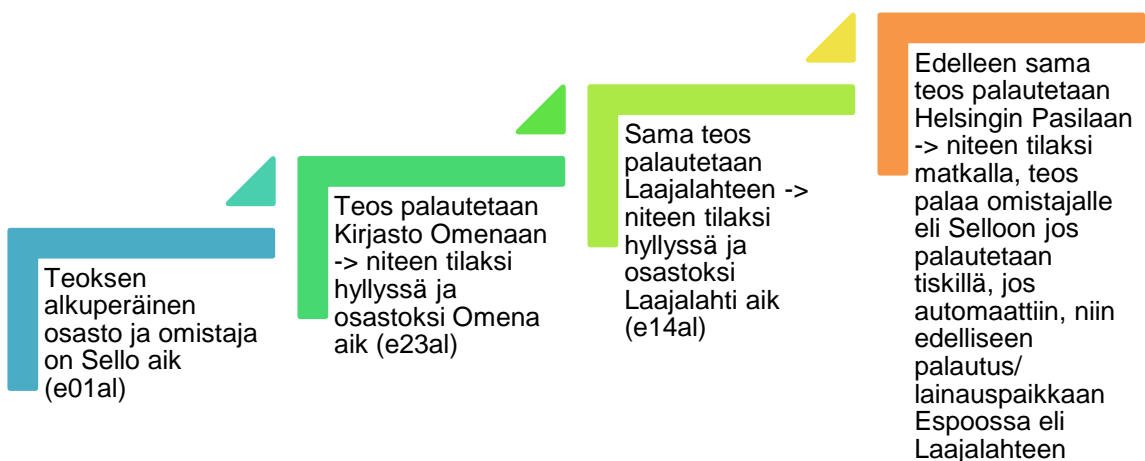 Teoksen
alkuperäinen
osasto ja omistaja
on Sello aik
(e01al)
Teos palautetaan
Kirjasto Omenaan
-> niteen tilaksi
hyllyssä ja
osastoksi Omena
aik (e23al)
Sama teos
palautetaan
Laajalahteen ->
niteen tilaksi
hyllyssä ja
osastoksi
Laajalahti aik
(e14al)
Edelleen sama
teos palautetaan
Helsingin Pasilaan
-> niteen tilaksi
matkalla, teos
palaa omistajalle
eli Selloon jos
palautetaan
tiskillä, jos
automaattiin, niin
edelliseen
palautus/
lainauspaikkaan
Espoossa eli
Laajalahteen